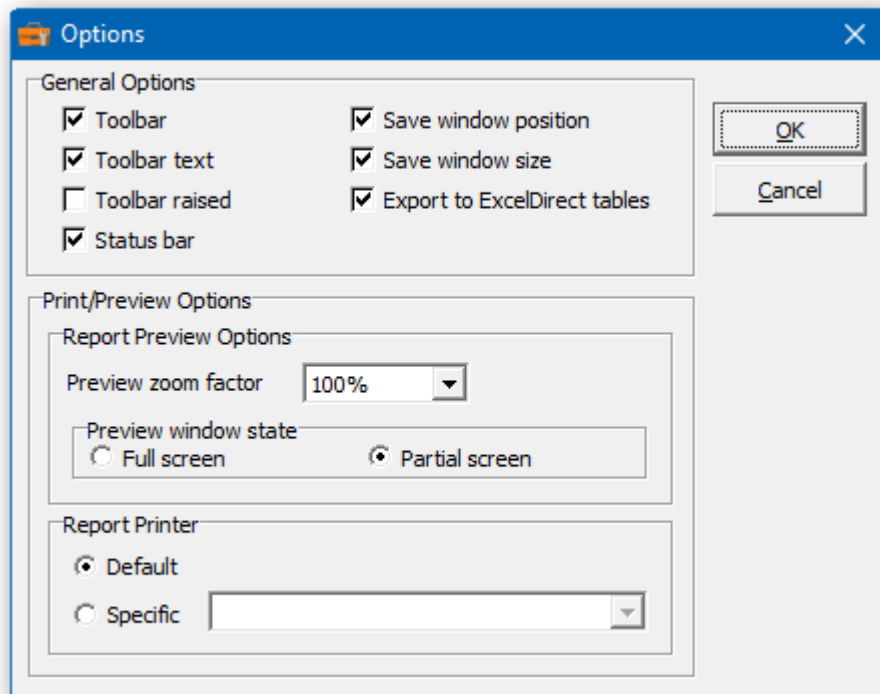 Options
General Options
Toolbar
Save window position
Toolbar text
Save window size
Toolbar raised
Export to ExcelDirect tables
Status bar
OK
Cancel
Print/Preview Options
Report Preview Options
Preview zoom factor 100%
Preview window state
Full screen
Partial screen
Report Printer
Default
Specific